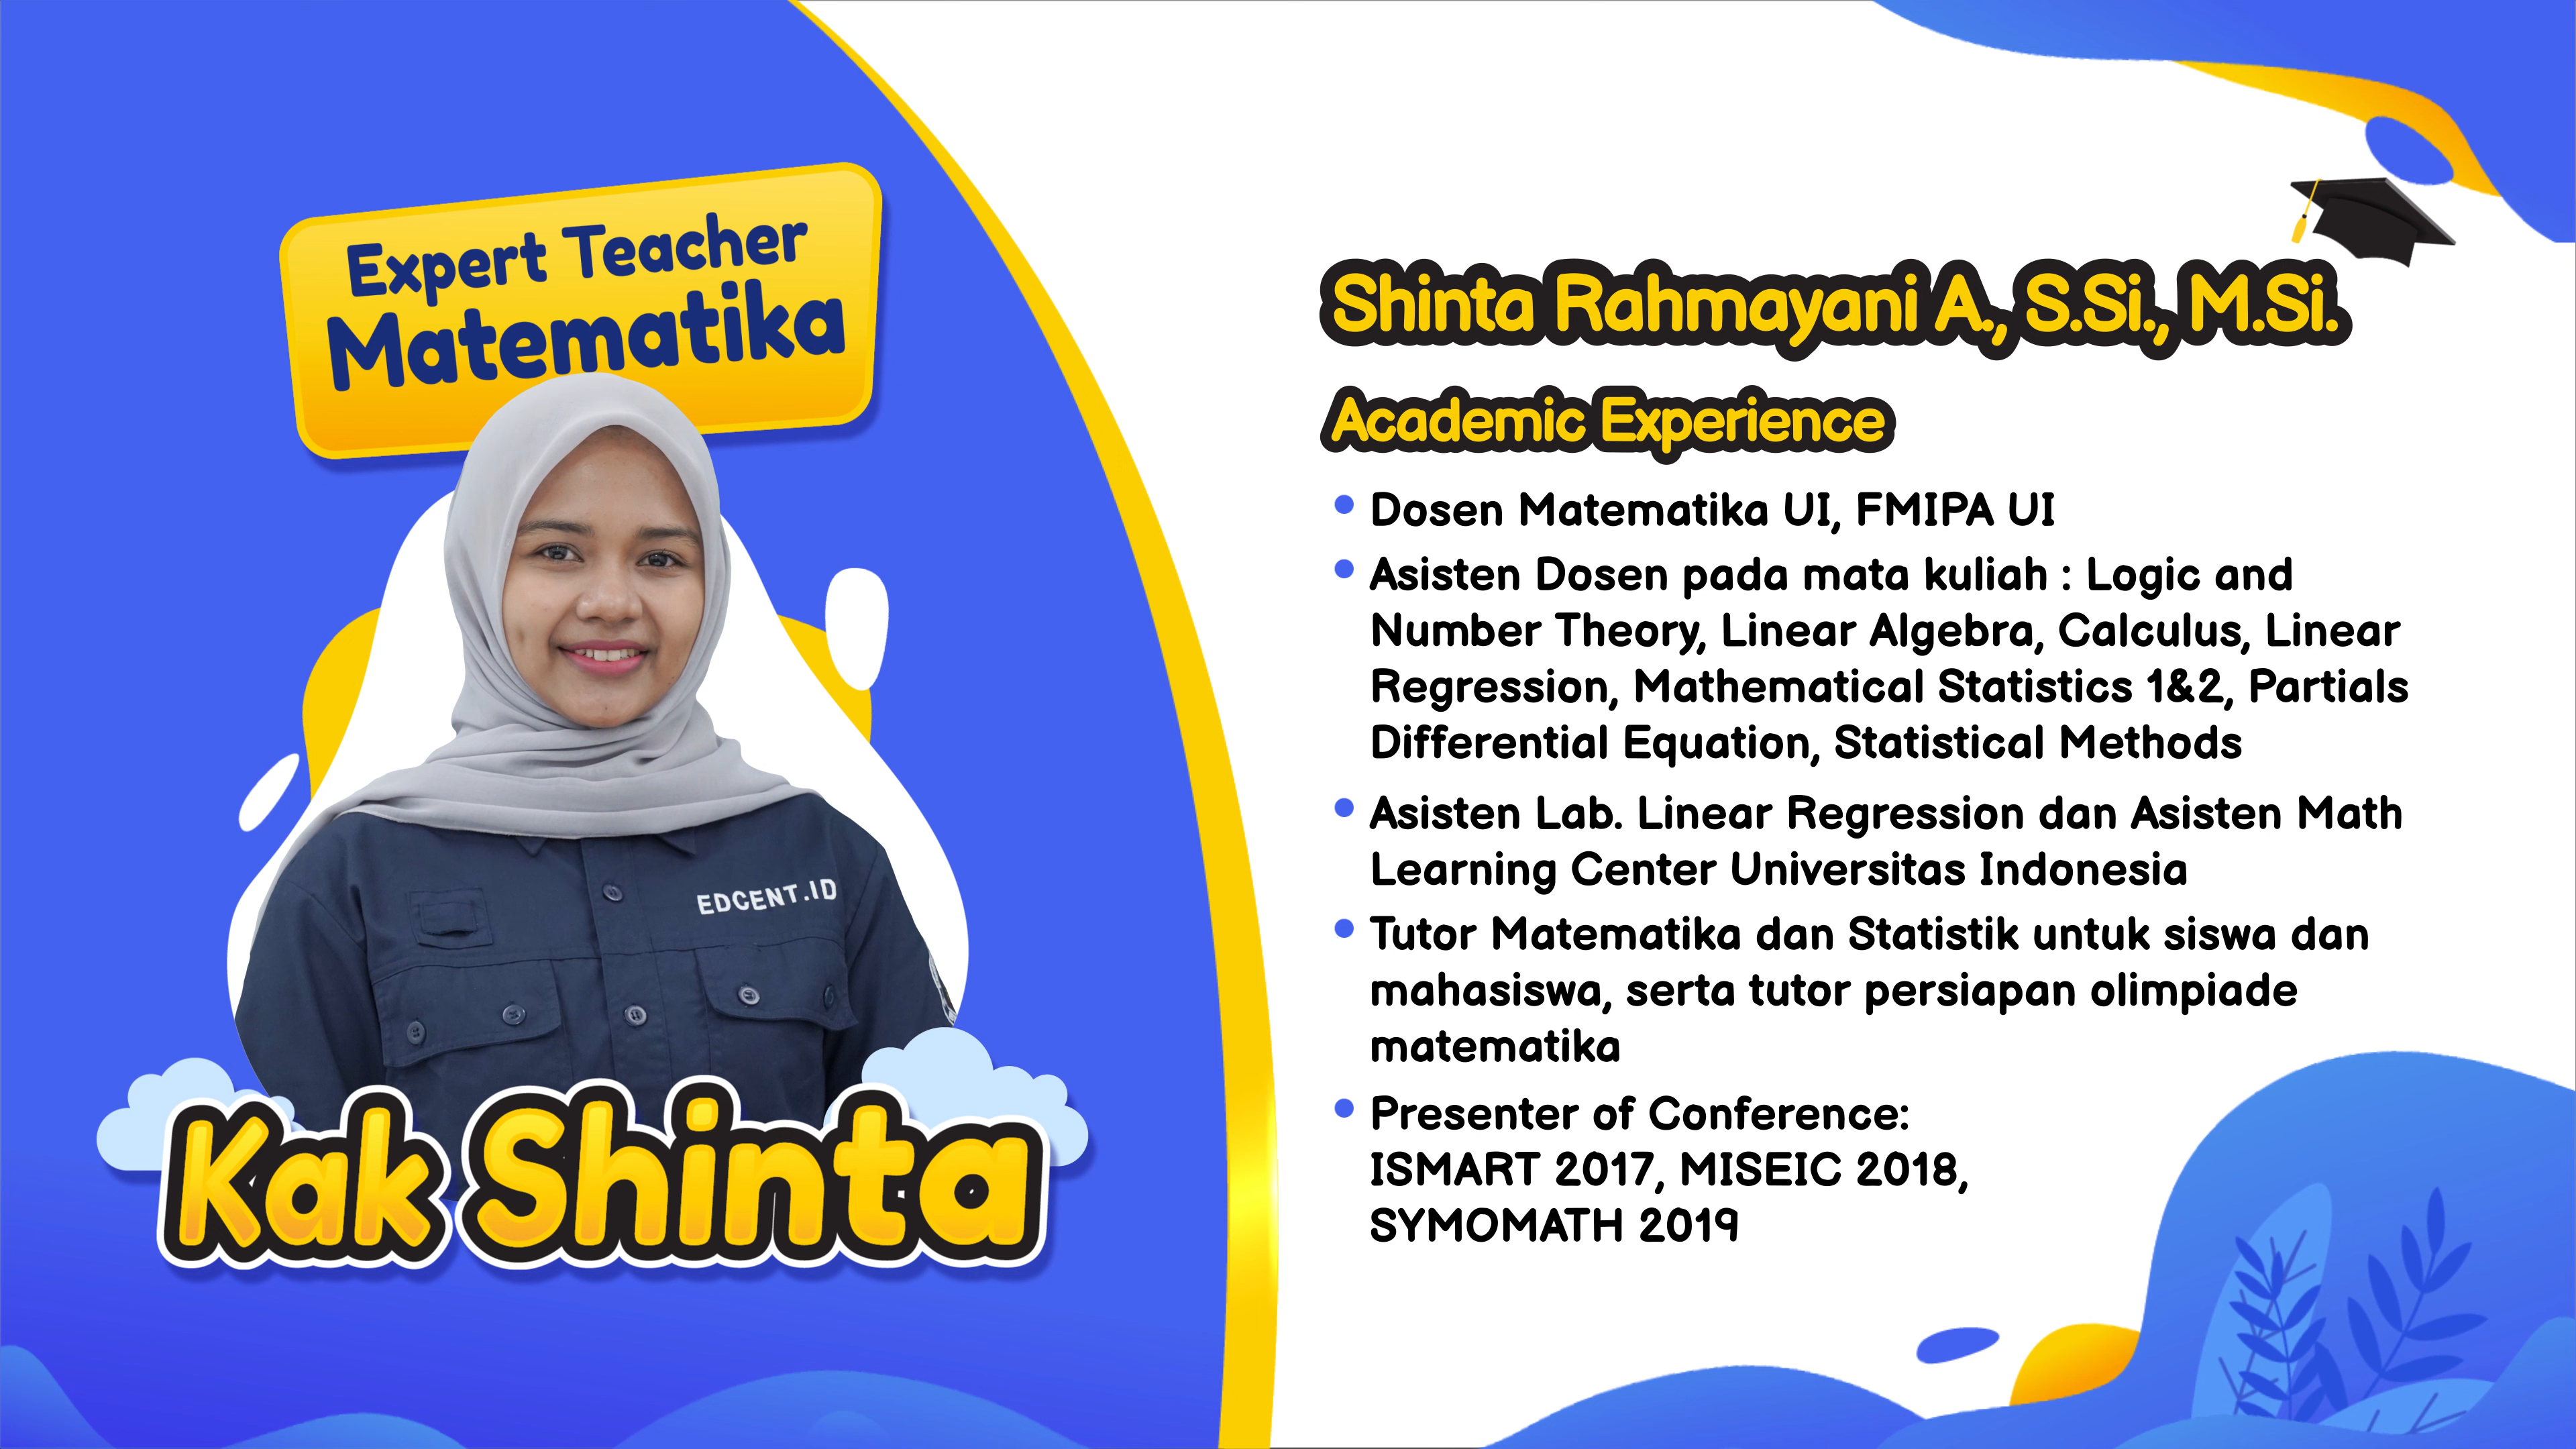 Expert Teacher
Matematika
EDCENT.ID
Kak Shinta
Shinta Rahmayani A., S.Si., M.Si.
Academic Experience
• Dosen Matematika UI, FMIPA UI
• Asisten Dosen pada mata kuliah : Logic and
Number Theory, Linear Algebra, Calculus, Linear
Regression, Mathematical Statistics 1&2, Partials
Differential Equation, Statistical Methods
• Asisten Lab. Linear Regression dan Asisten Math
Learning Center Universitas Indonesia
• Tutor Matematika dan Statistik untuk siswa dan
mahasiswa, serta tutor persiapan olimpiade
matematika
• Presenter of Conference:
ISMART 2017, MISEIC 2018,
SYMOMATH 2019